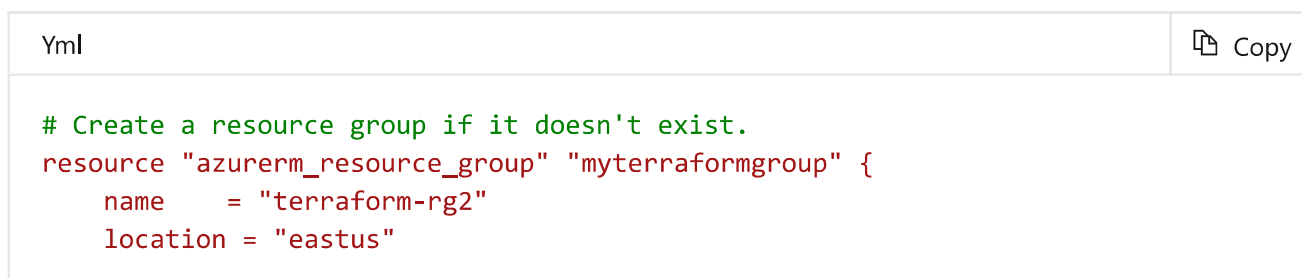 Yml
Copy
# Create a resource group if it doesn't exist.
resource "azurerm_resource_group" "myterraformgroup" {
    name    = "terraform-rg2"
    location = "eastus"